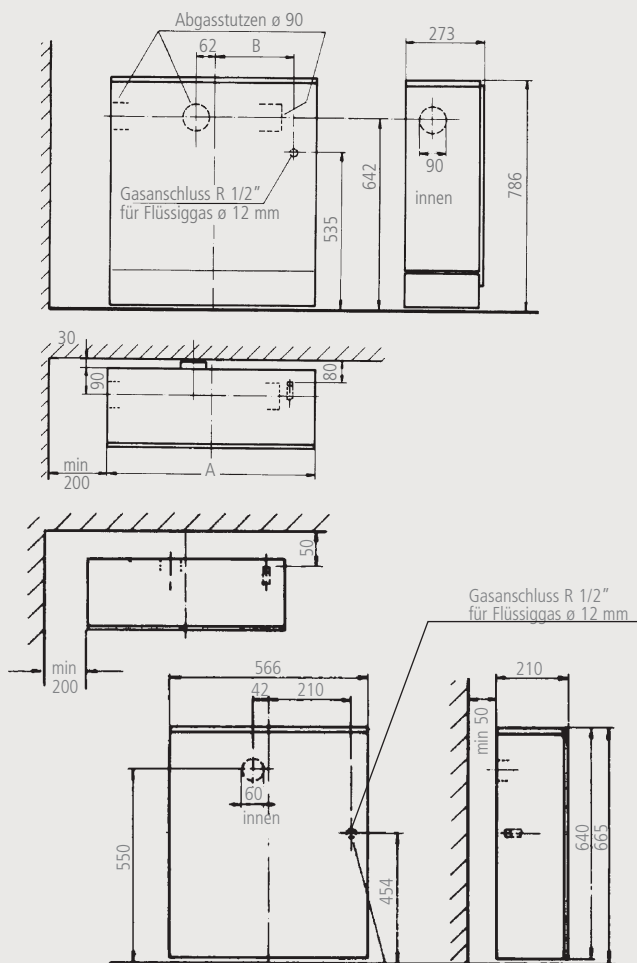 Abgasstutzen ø 90
62
B
273
Gasanschluss R 1/2"
für Flüssiggas ø 12 mm
535
642
90
innen
786
30
90
80
min
200
A
50
min
200
Gasanschluss R 1/2"
für Flüssiggas ø 12 mm
566
42
210
210
min 50
60
innen
550
454
640
665